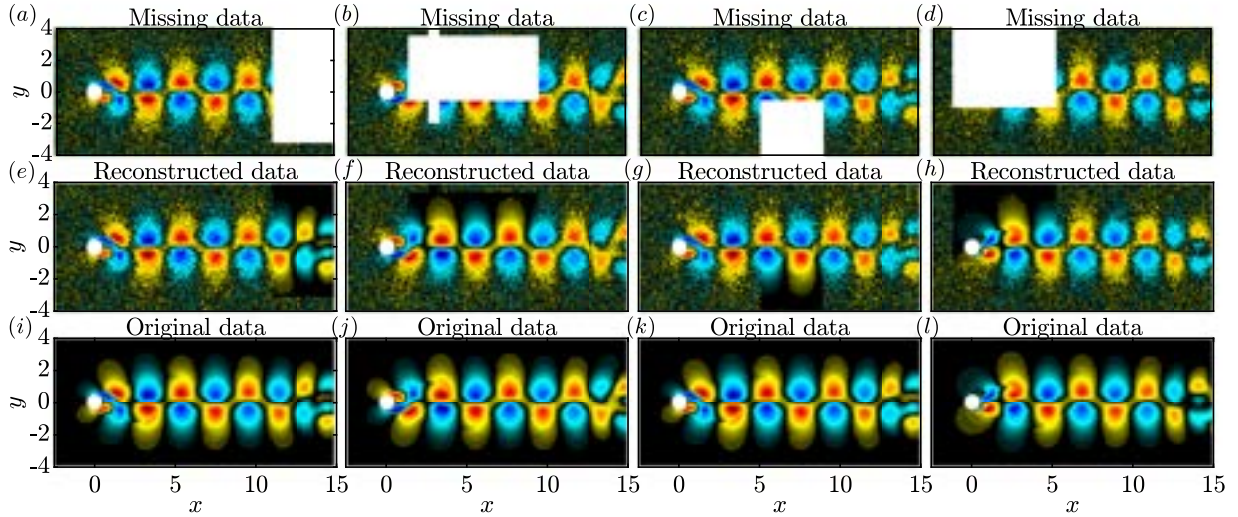 (a) Missing data (b) Missing data (c) Missing data (d) Missing data
4
2
y 0
-2
-4
(e) Reconstructed data (f) Reconstructed data (g) Reconstructed data (h) Reconstructed data
4
2
y 0
-2
-4
(i) Original data (j) Original data (k) Original data (l) Original data
4
2
y 0
-2
-4
0 5 10 15 0 5 10 15 0 5 10 15 0 5 10 15
x x x x